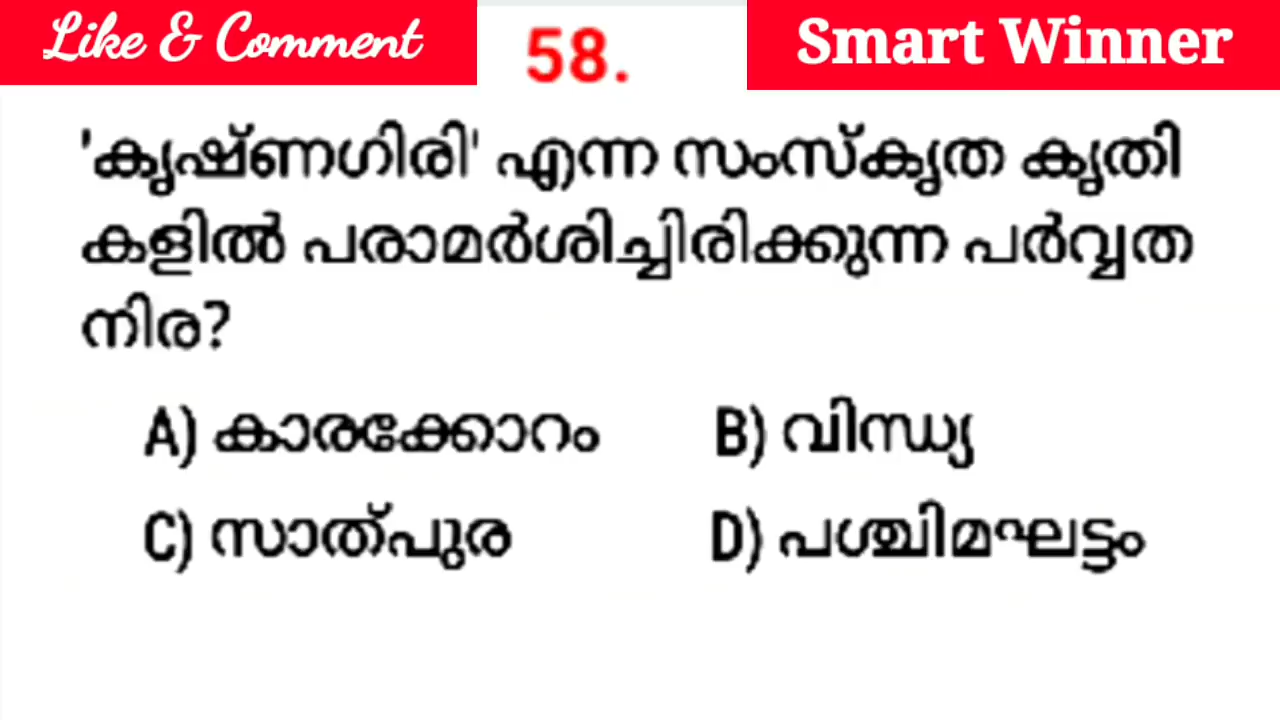 Like & Comment
58.
Smart Winner
'കൃഷ്ണഗിരി' എന്ന സംസ്കൃത കൃതി
കളിൽ പരാമർശിച്ചിരിക്കുന്ന പർവ്വത
നിര?
A) കാരക്കോറം B) വിന്ധ്യ
C) സാത്പുര D) പശ്ചിമഘട്ടം